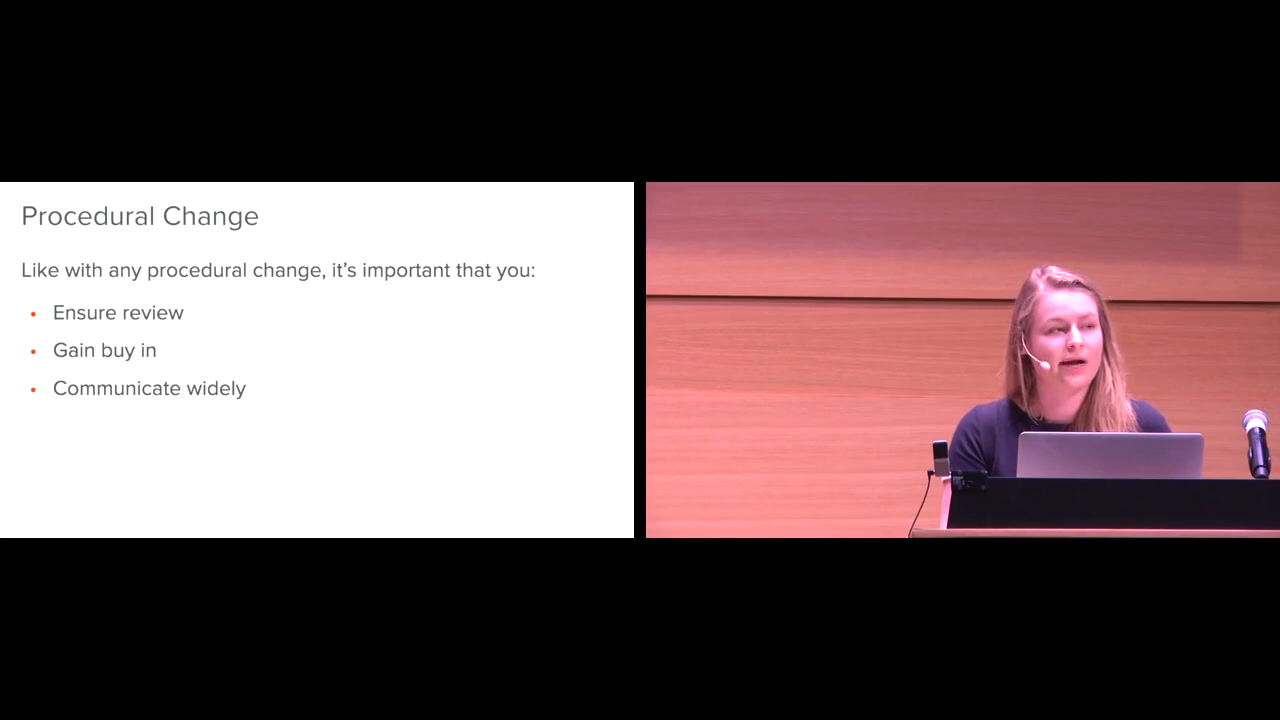 Procedural Change
Like with any procedural change, it's important that you:
• Ensure review
• Gain buy in
• Communicate widely